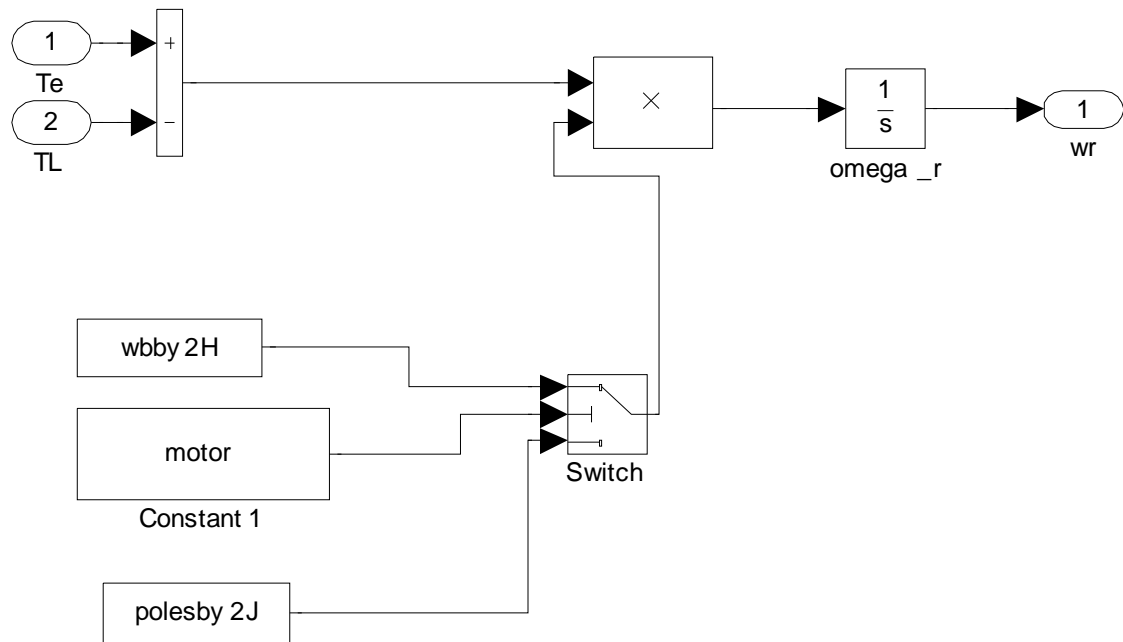 1
Te
2
TL
+
−
×
1
s
omega _r
1
wr
wbby 2H
motor
Constant 1
Switch
polesby 2J